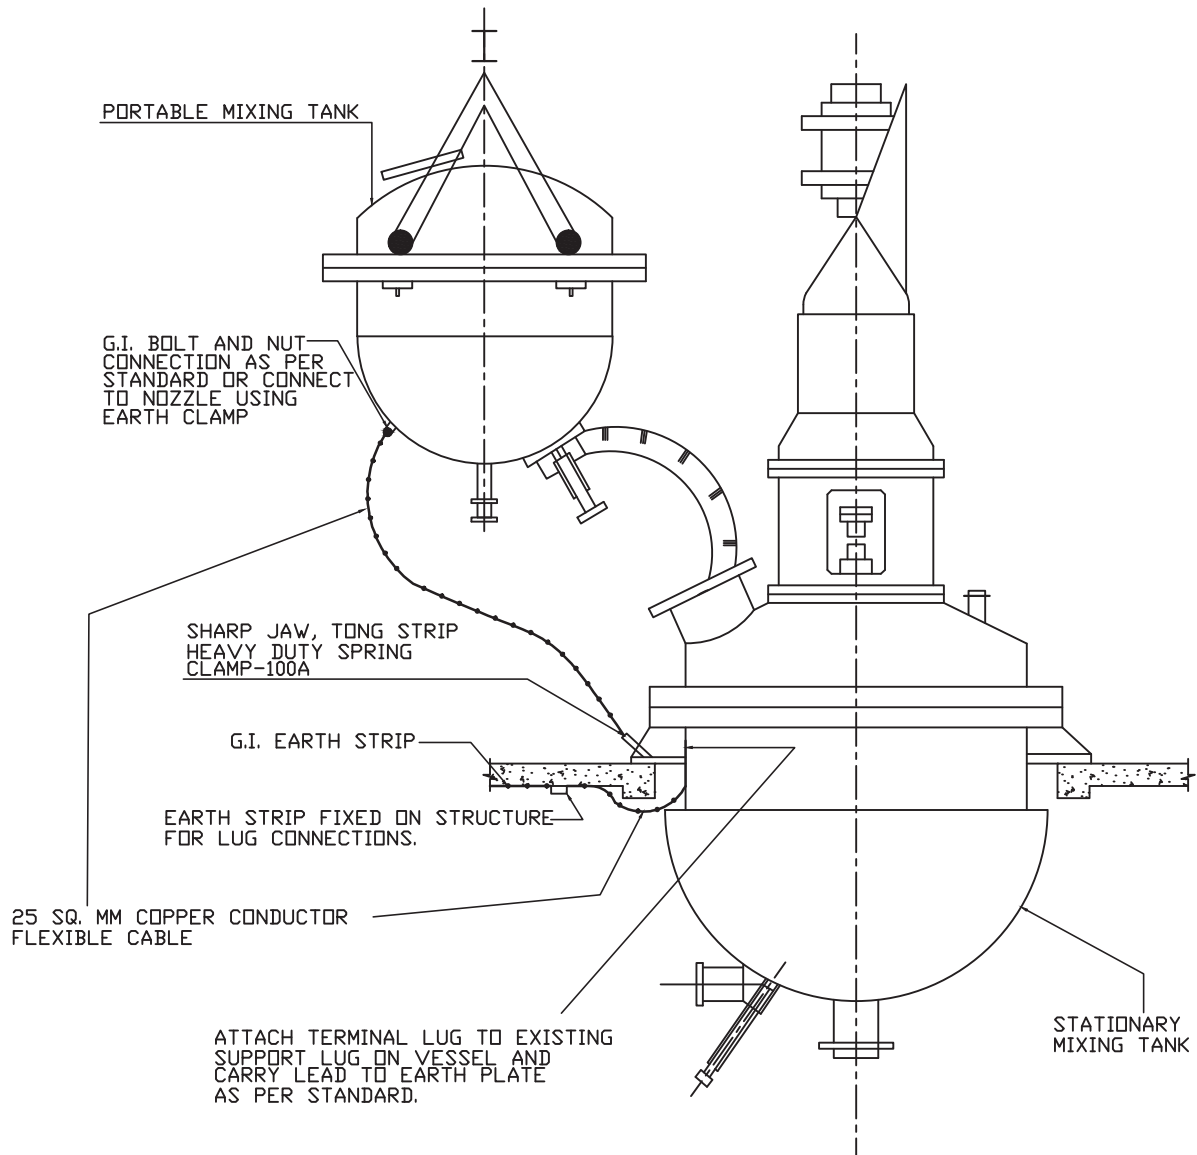 PORTABLE MIXING TANK
G.I. BOLT AND NUT
CONNECTION AS PER
STANDARD OR CONNECT
TO NOZZLE USING
EARTH CLAMP
SHARP JAW, TONG STRIP
HEAVY DUTY SPRING
CLAMP-100A
G.I. EARTH STRIP
EARTH STRIP FIXED ON STRUCTURE
FOR LUG CONNECTIONS.
25 SQ. MM COPPER CONDUCTOR
FLEXIBLE CABLE
ATTACH TERMINAL LUG TO EXISTING
SUPPORT LUG ON VESSEL AND
CARRY LEAD TO EARTH PLATE
AS PER STANDARD.
STATIONARY
MIXING TANK